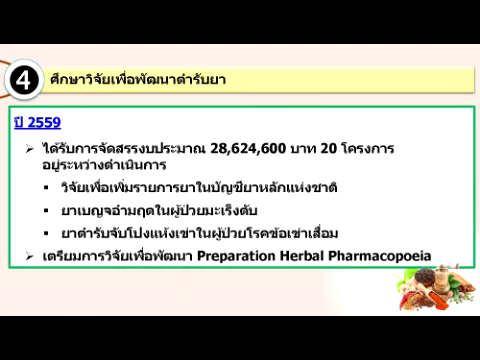 4 ศึกษาวิจัยเพื่อพัฒนาตำรับยา
ปี 2559
➢ ได้รับการจัดสรรงบประมาณ 28,624,600 บาท 20 โครงการ
อยู่ระหว่างดำเนินการ
▪ วิจัยเพื่อเพิ่มรายการยาในบัญชียาหลักแห่งชาติ
▪ ยาเบญจอำมฤตในผู้ป่วยมะเร็งตับ
▪ ยาตำรับจับโปงแห้งเข่าในผู้ป่วยโรคข้อเข่าเสื่อม
➢ เตรียมการวิจัยเพื่อพัฒนา Preparation Herbal Pharmacopoeia